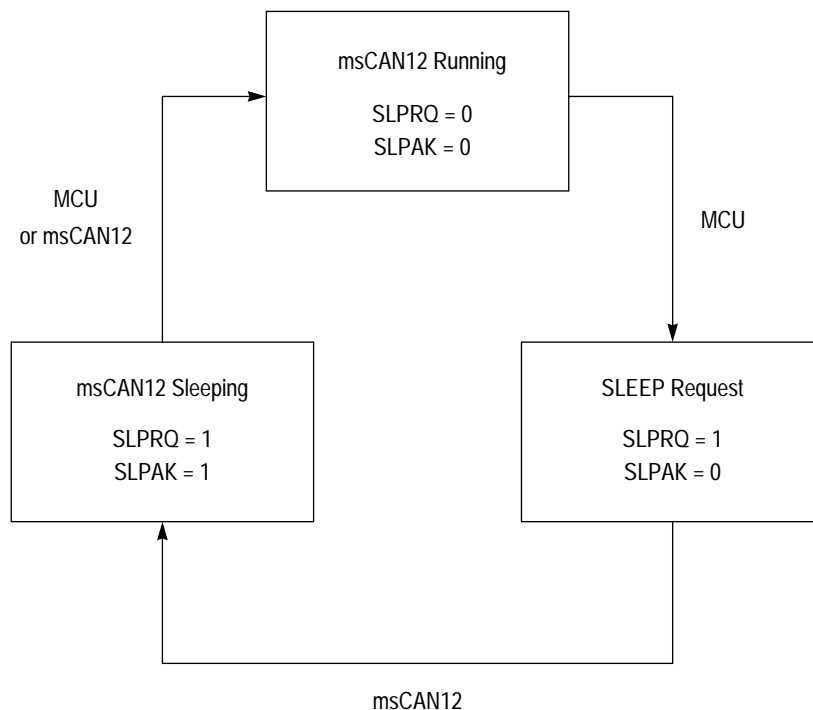 msCAN12 Running
SLPRQ = 0
SLPAK = 0
MCU
or msCAN12
MCU
msCAN12 Sleeping
SLPRQ = 1
SLPAK = 1
SLEEP Request
SLPRQ = 1
SLPAK = 0
msCAN12